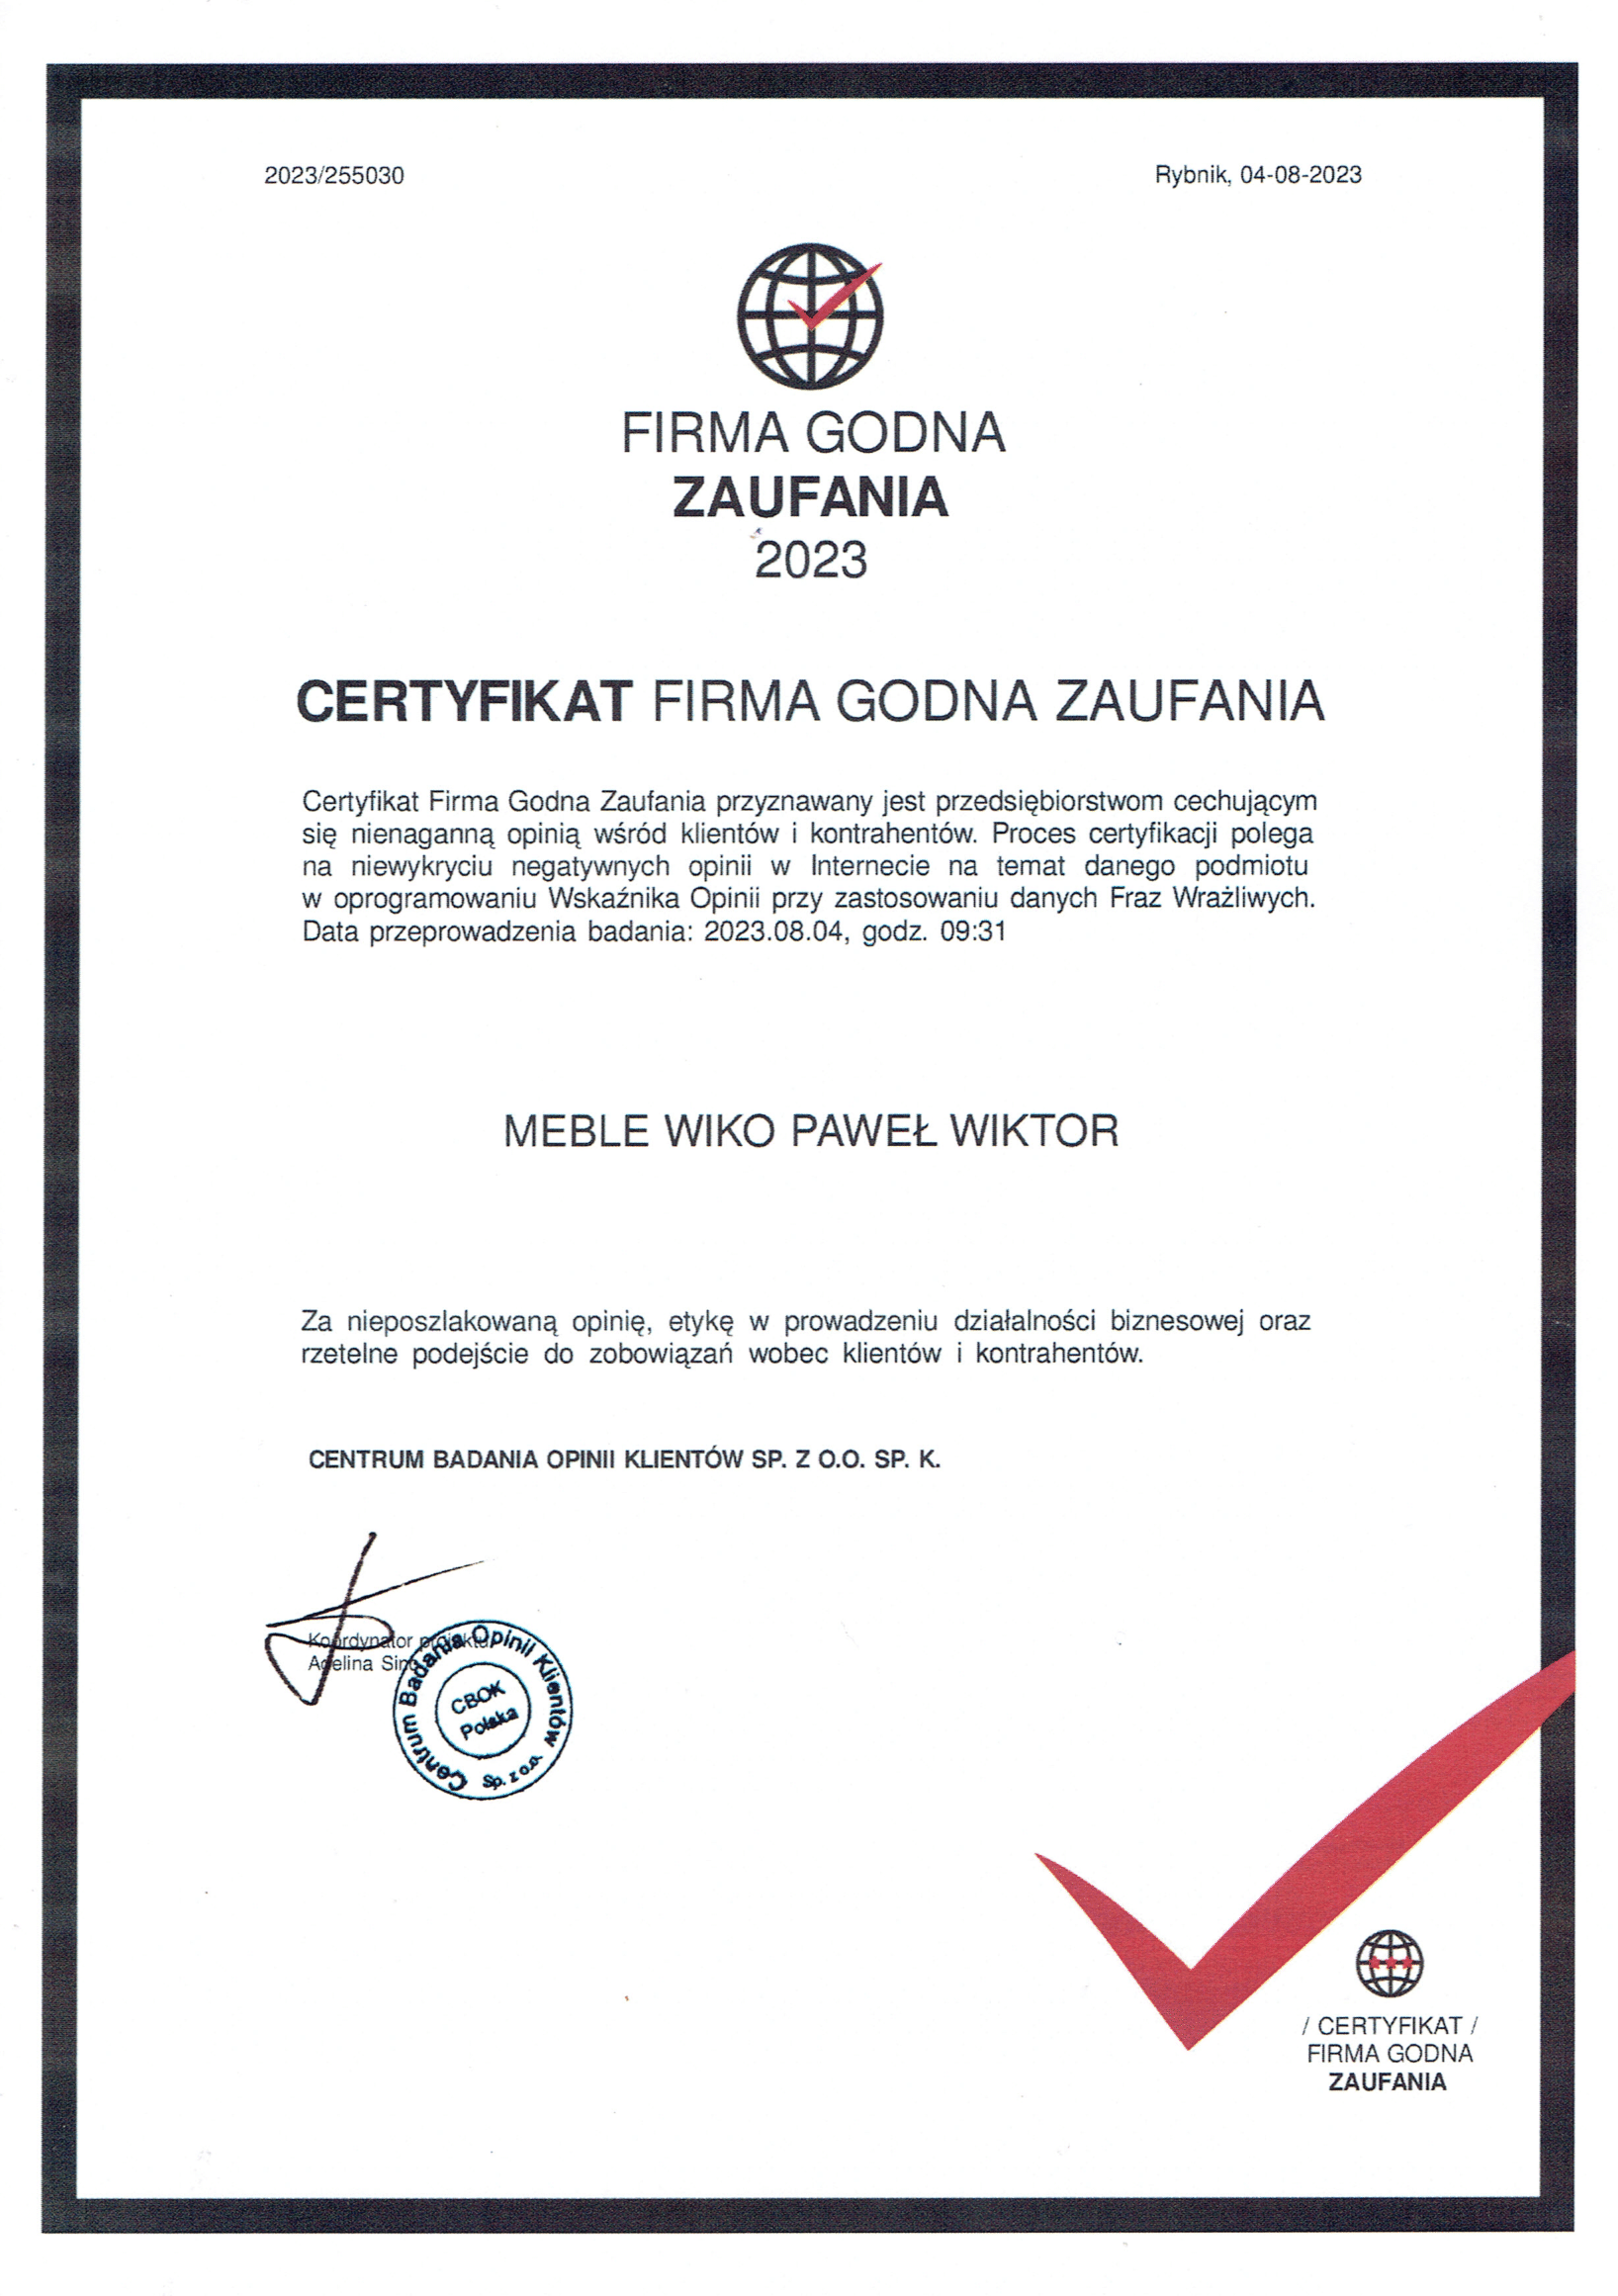 2023/255030
Rybnik, 04-08-2023
FIRMA GODNA
ZAUFANIA
2023
CERTYFIKAT FIRMA GODNA ZAUFANIA
Certyfikat Firma Godna Zaufania przyznawany jest przedsiębiorstwom cechującym
się nienaganną opinią wśród klientów i kontrahentów. Proces certyfikacji polega
na niewykryciu negatywnych opinii w Internecie na temat danego podmiotu
w oprogramowaniu Wskaźnika Opinii przy zastosowaniu danych Fraz Wrażliwych.
Data przeprowadzenia badania: 2023.08.04, godz. 09:31
MEBLE WIKO PAWEŁ WIKTOR
Za nieposzlakowaną opinię, etykę w prowadzeniu działalności biznesowej oraz
rzetelne podejście do zobowiązań wobec klientów i kontrahentów.
CENTRUM BADANIA OPINII KLIENTÓW SP. Z O.O. SP. K.
Koordynator projektu
Adelina
Centrum Badania Opinii Klientów
Sp. z o.o.
CBOK
Polska
/ CERTYFIKAT /
FIRMA GODNA
ZAUFANIA